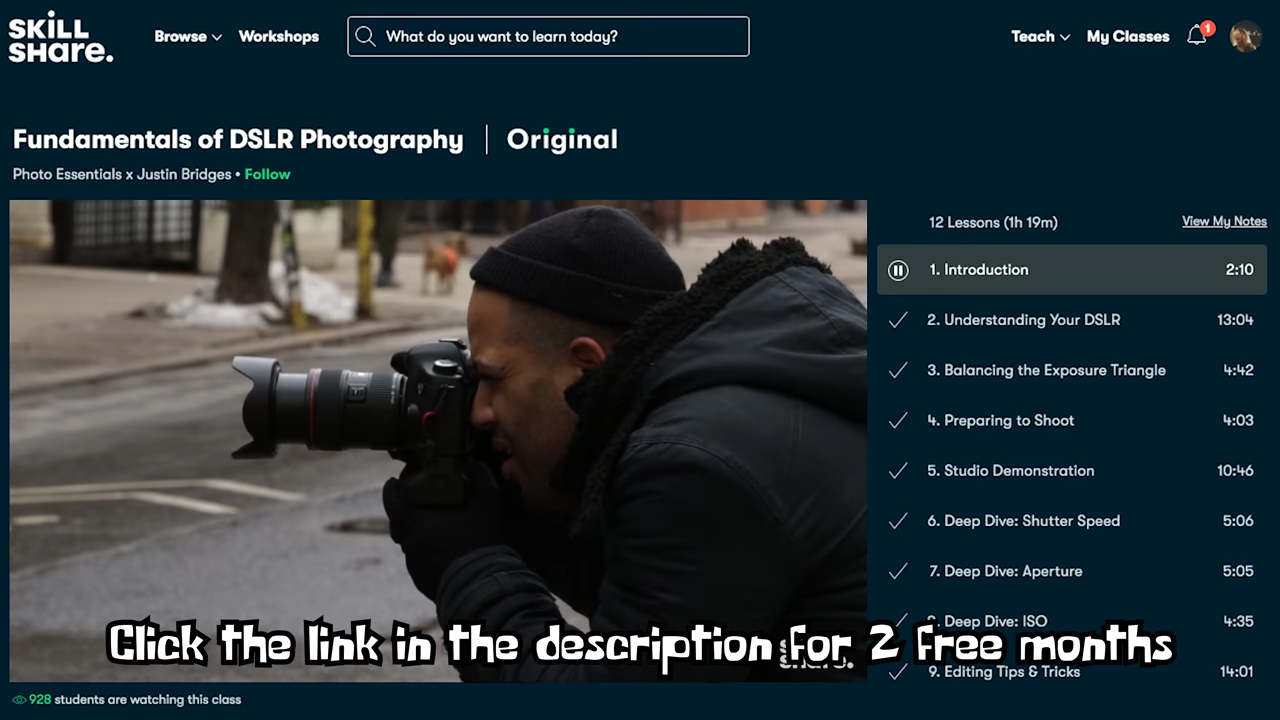 SKILL
SHARE.
Browse
Workshops
What do you want to learn today?
Teach
My Classes
1
Fundamentals of DSLR Photography | Original
Photo Essentials x Justin Bridges • Follow
12 Lessons (1h 19m)
View My Notes
1. Introduction 2:10
2. Understanding Your DSLR 13:04
3. Balancing the Exposure Triangle 4:42
4. Preparing to Shoot 4:03
5. Studio Demonstration 10:46
6. Deep Dive: Shutter Speed 5:06
7. Deep Dive: Aperture 5:05
8. Deep Dive: ISO 4:35
Click the link in the description for 2 free months
share.
9. Editing Tips & Tricks 14:01
928 students are watching this class